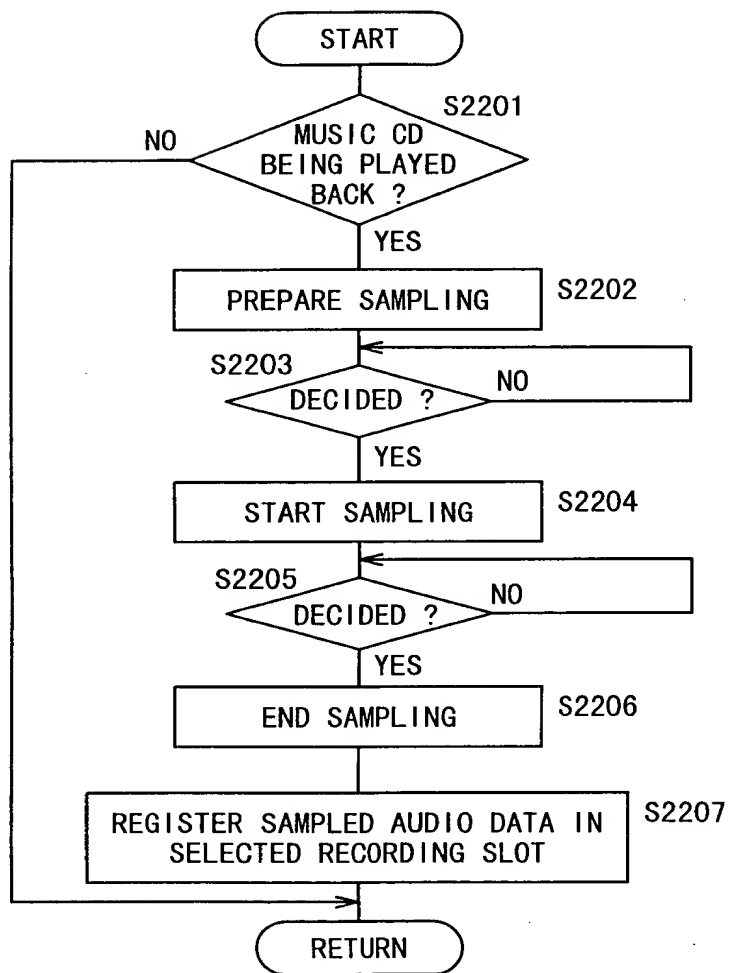 START
S2201
NO
MUSIC CD
BEING PLAYED
BACK ?
YES
PREPARE SAMPLING
S2202
S2203
DECIDED ?
NO
YES
START SAMPLING
S2204
S2205
DECIDED ?
NO
YES
END SAMPLING
S2206
REGISTER SAMPLED AUDIO DATA IN
SELECTED RECORDING SLOT
S2207
RETURN